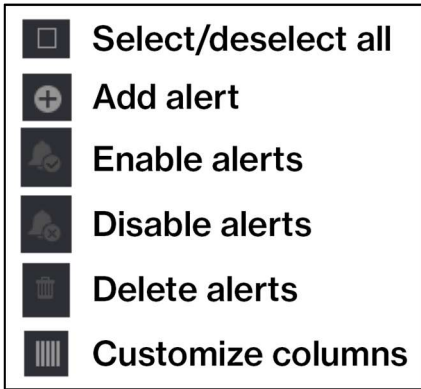 Select/deselect all
Add alert
Enable alerts
Disable alerts
Delete alerts
Customize columns